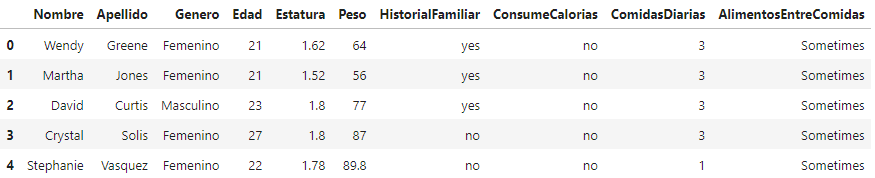 Nombre Apellido Genero Edad Estatura Peso HistorialFamiliar ConsumeCalorias ComidasDiarias AlimentosEntreComidas
0 Wendy Greene Femenino 21 1.62 64 yes no 3 Sometimes
1 Martha Jones Femenino 21 1.52 56 yes no 3 Sometimes
2 David Curtis Masculino 23 1.8 77 yes no 3 Sometimes
3 Crystal Solis Femenino 27 1.8 87 no no 3 Sometimes
4 Stephanie Vasquez Femenino 22 1.78 89.8 no no 1 Sometimes